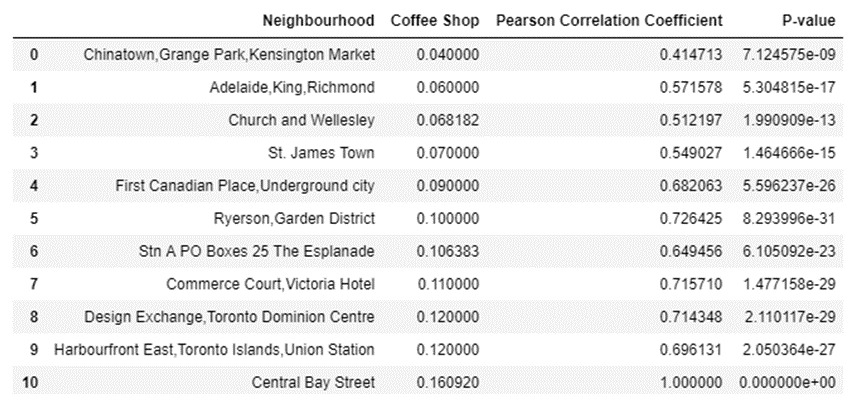 Neighbourhood Coffee Shop Pearson Correlation Coefficient P-value
0 Chinatown,Grange Park,Kensington Market 0.040000 0.414713 7.124575e-09
1 Adelaide,King,Richmond 0.060000 0.571578 5.304815e-17
2 Church and Wellesley 0.068182 0.512197 1.990909e-13
3 St. James Town 0.070000 0.549027 1.464666e-15
4 First Canadian Place,Underground city 0.090000 0.682063 5.596237e-26
5 Ryerson,Garden District 0.100000 0.726425 8.293996e-31
6 Stn A PO Boxes 25 The Esplanade 0.106383 0.649456 6.105092e-23
7 Commerce Court,Victoria Hotel 0.110000 0.715710 1.477158e-29
8 Design Exchange,Toronto Dominion Centre 0.120000 0.714348 2.110117e-29
9 Harbourfront East,Toronto Islands,Union Station 0.120000 0.696131 2.050364e-27
10 Central Bay Street 0.160920 1.000000 0.000000e+00